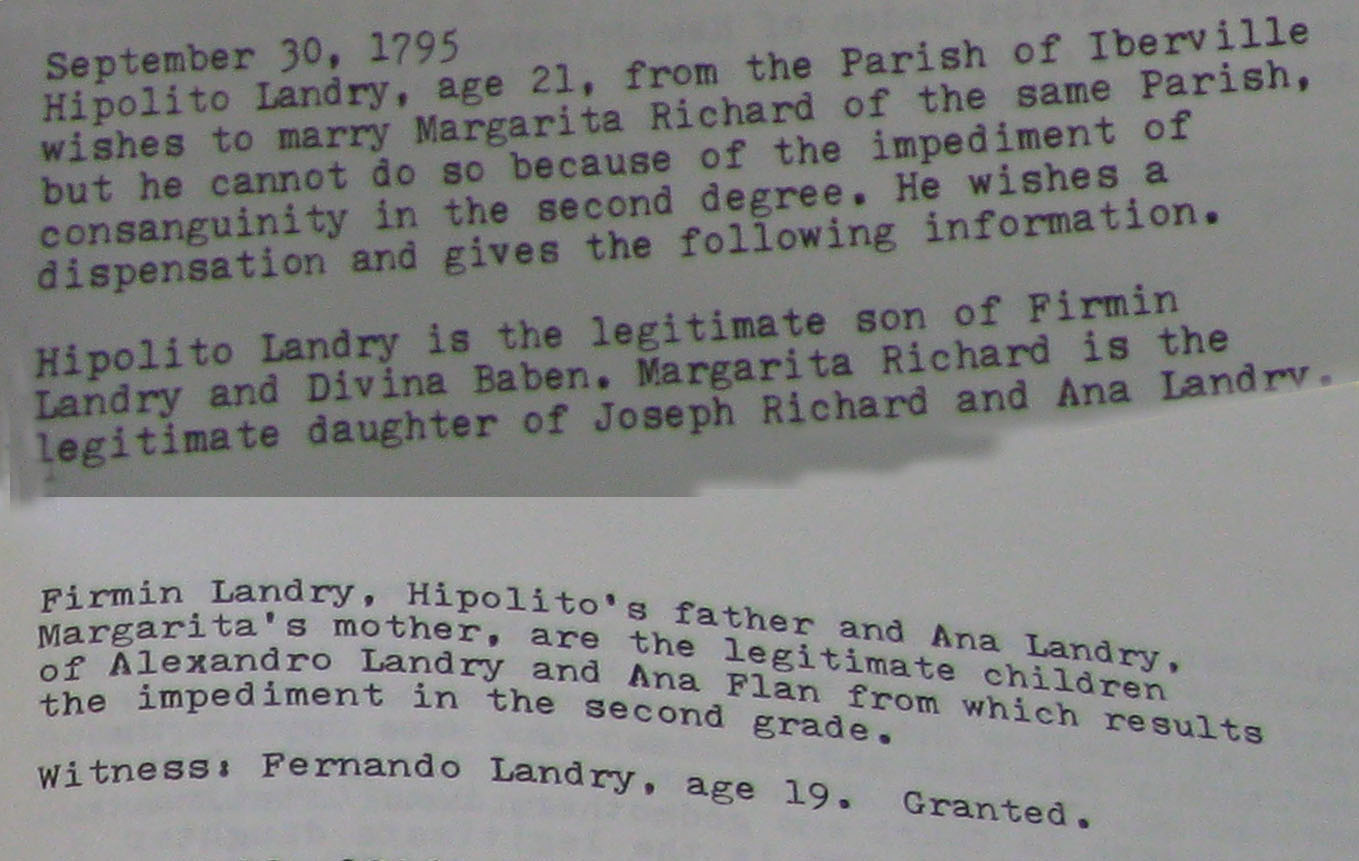 September 30, 1795
Hipolito Landry, age 21, from the Parish of Iberville
wishes to marry Margarita Richard of the same Parish,
but he cannot do so because of the impediment of
consanguinity in the second degree. He wishes a
dispensation and gives the following information.
Hipolito Landry is the legitimate son of Firmin
Landry and Divina Baben. Margarita Richard is the
legitimate daughter of Joseph Richard and Ana Landry.
Firmin Landry, Hipolito's father and Ana Landry,
Margarita's mother, are the legitimate children
of Alexandro Landry and Ana Flan from which results
the impediment in the second grade.
Witness: Fernando Landry, age 19. Granted.